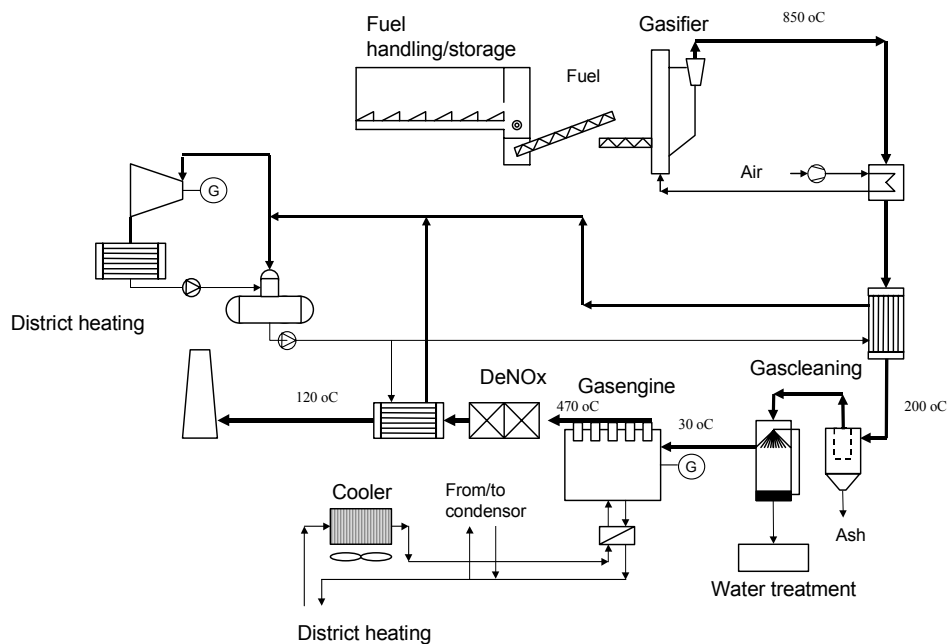 Fuel
handling/storage
Gasifier
850 oC
Fuel
Air
G
District heating
Gascleaning
DeNOx
Gasengine
120 oC
470 oC
30 oC
200 oC
G
Cooler
From/to
condensor
Ash
Water treatment
District heating